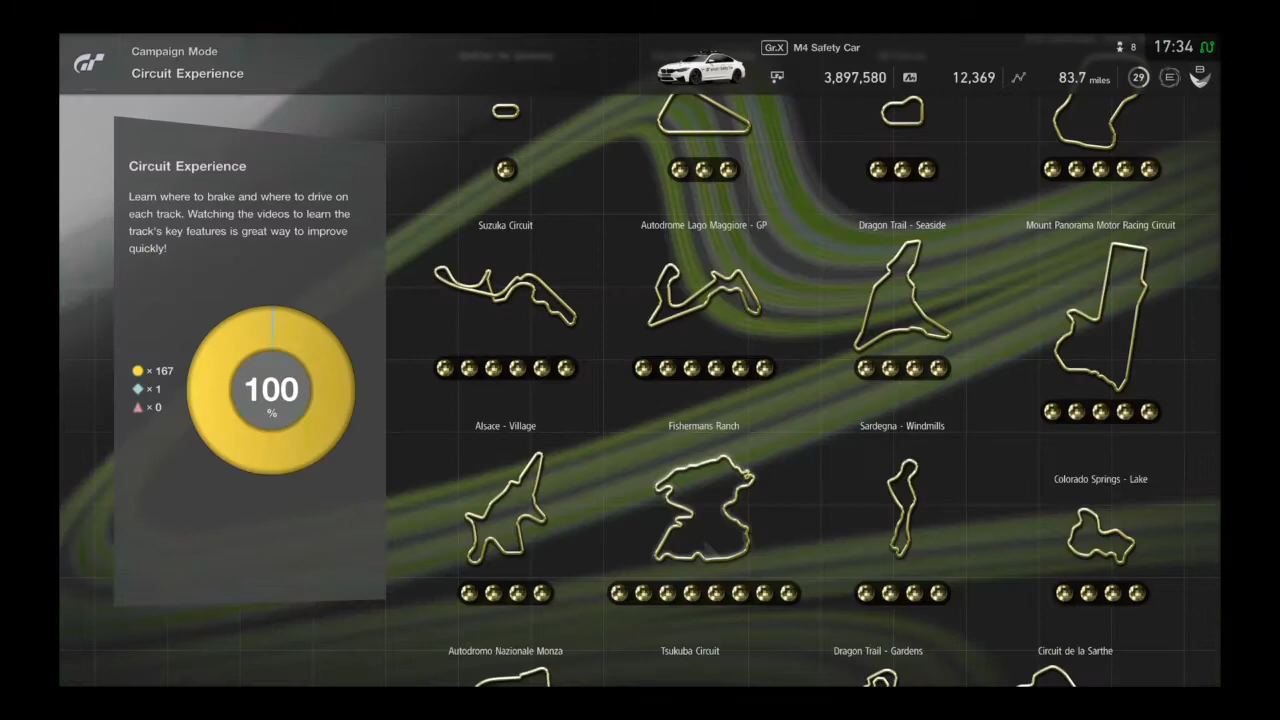 Campaign Mode
Circuit Experience
Gr.X M4 Safety Car
8
17:34
3,897,580
12,369
83.7 miles
29
E
B
Circuit Experience
Learn where to brake and where to drive on
each track. Watching the videos to learn the
track's key features is great way to improve
quickly!
× 167
× 1
× 0
100
%
Suzuka Circuit
Autodrome Lago Maggiore - GP
Dragon Trail - Seaside
Mount Panorama Motor Racing Circuit
Alsace - Village
Fishermans Ranch
Sardegna - Windmills
Colorado Springs - Lake
Autodromo Nazionale Monza
Tsukuba Circuit
Dragon Trail - Gardens
Circuit de la Sarthe